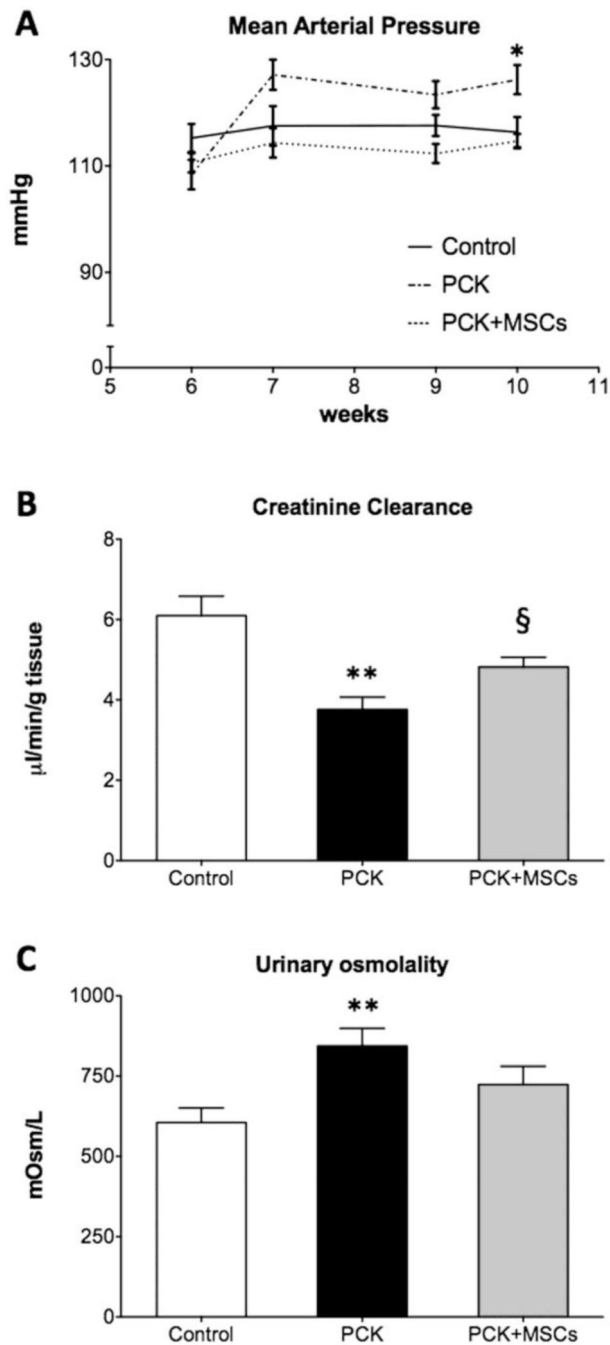 A
Mean Arterial Pressure
*
130
110
90
0
mmHg
Control
PCK
PCK+MSCs
5 6 7 8 9 10 11
weeks
B
Creatinine Clearance
8
6
4
2
0
µl/min/g tissue
**
§
Control PCK PCK+MSCs
C
Urinary osmolality
1000
750
500
250
0
mOsm/L
**
Control PCK PCK+MSCs